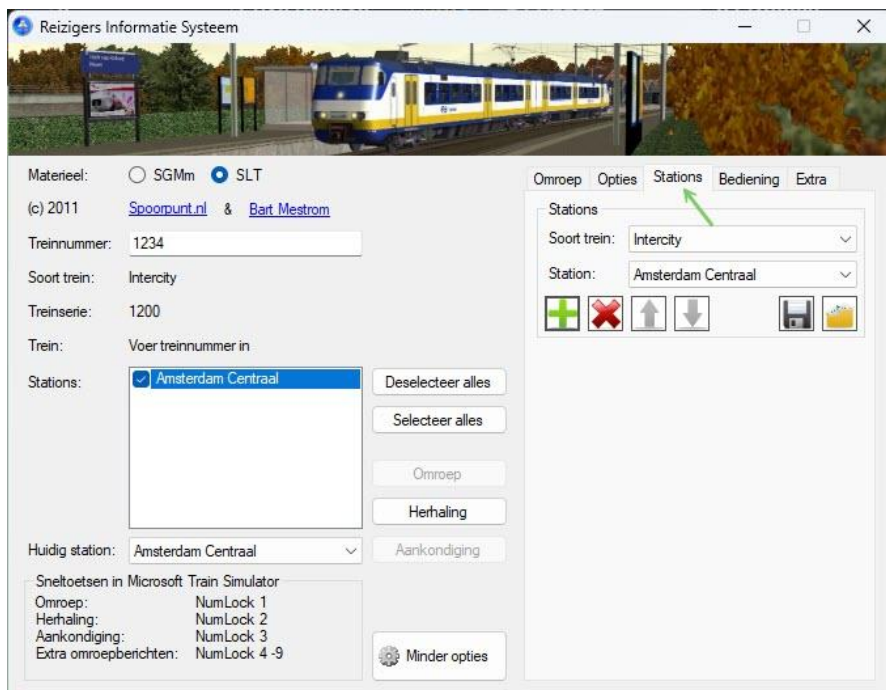 Reizigers Informatie Systeem
Materieel: SGMm SLT
(c) 2011 Spoorpunt.nl & Bart Mestrom
Treinnummer: 1234
Soort trein: Intercity
Treinserie: 1200
Trein: Voer treinnummer in
Stations: Amsterdam Centraal
Deselecteer alles
Selecteer alles
Omroep
Herhaling
Huidig station: Amsterdam Centraal
Aankondiging
Sneltoetsen in Microsoft Train Simulator
Omroep: NumLock 1
Herhaling: NumLock 2
Aankondiging: NumLock 3
Extra omroepberichten: NumLock 4 -9
Minder opties
Omroep Opties Stations Bediening Extra
Stations
Soort trein: Intercity
Station: Amsterdam Centraal